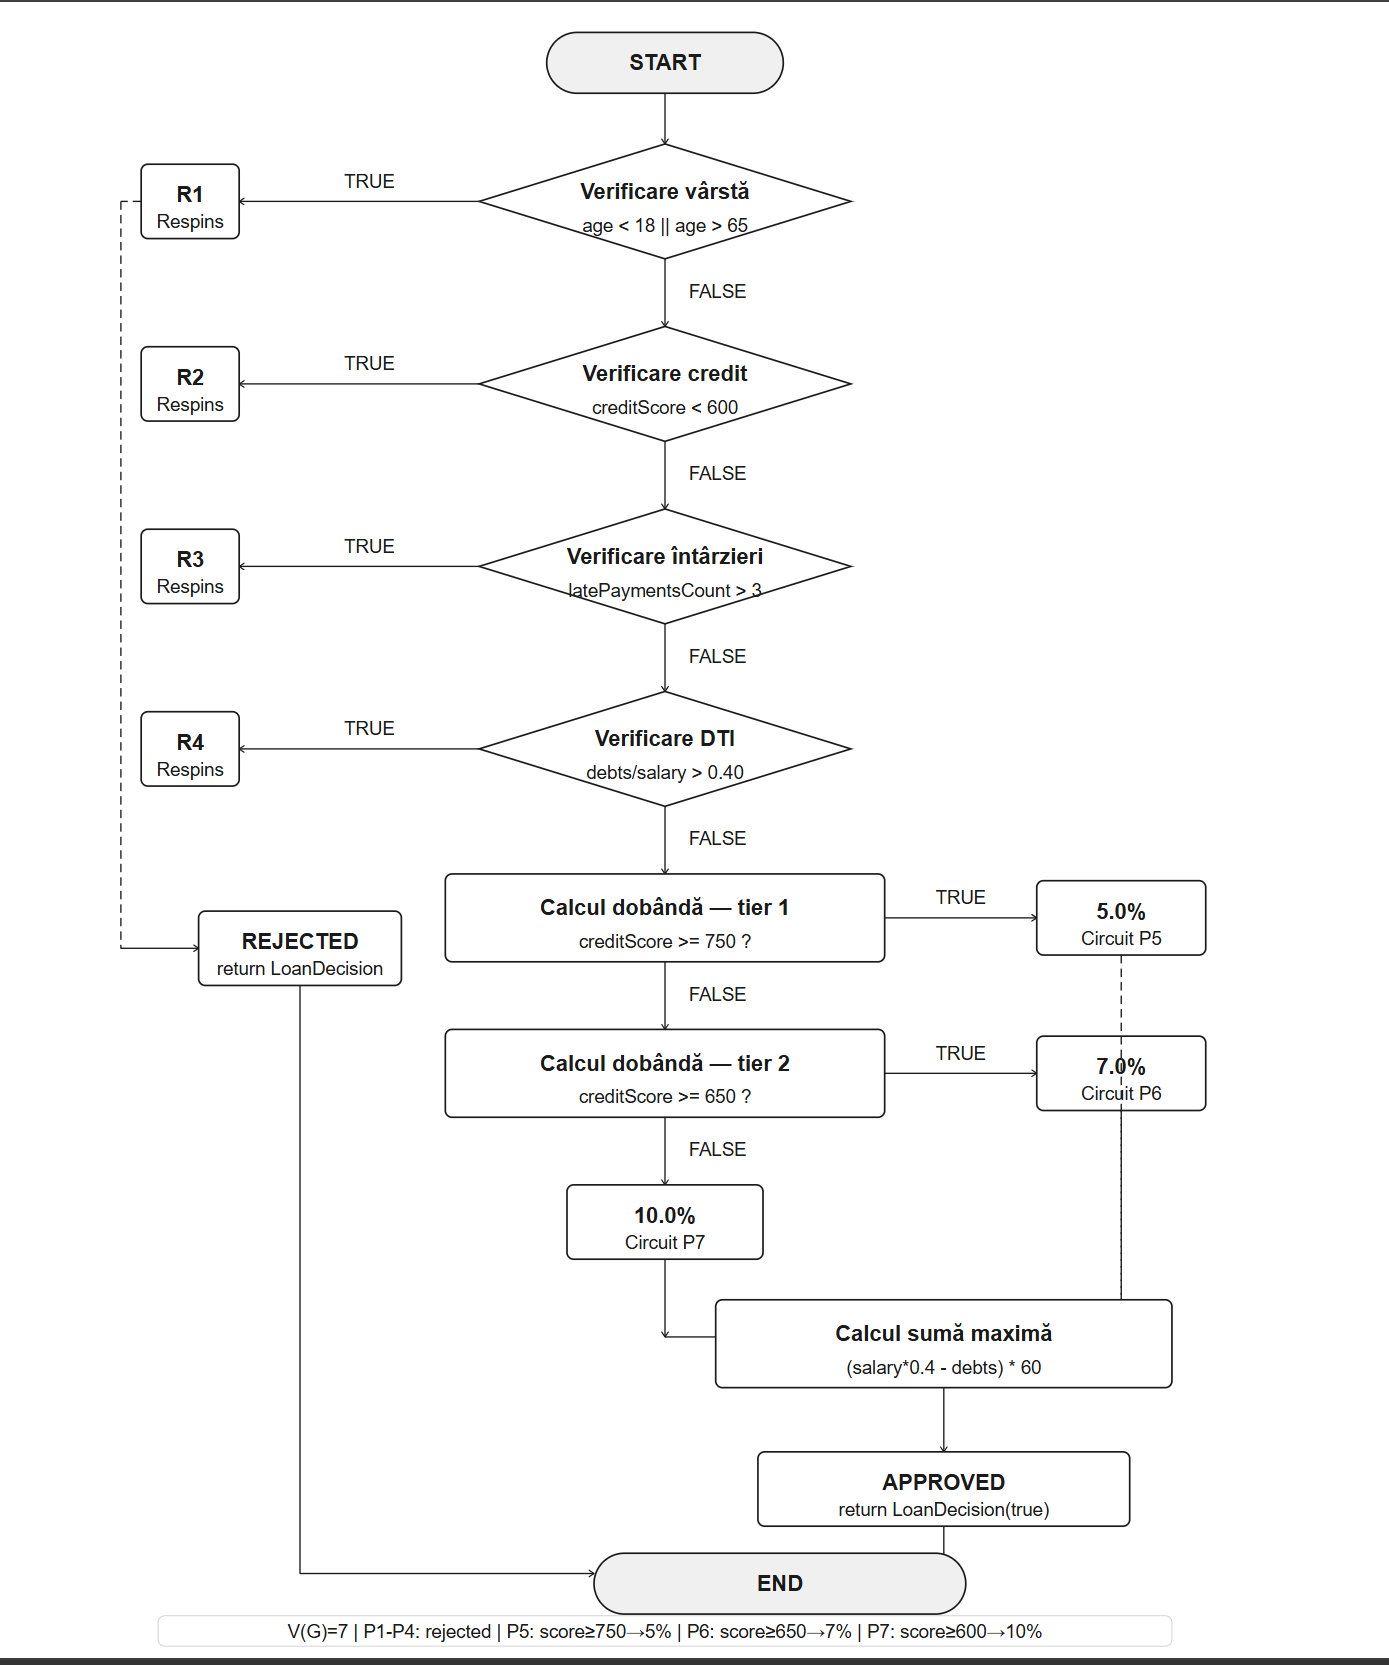 START
Verificare vârstă
age < 18 || age > 65
TRUE
R1
Respins
FALSE
Verificare credit
creditScore < 600
TRUE
R2
Respins
FALSE
Verificare întârzieri
latePaymentsCount > 3
TRUE
R3
Respins
FALSE
Verificare DTI
debts/salary > 0.40
TRUE
R4
Respins
FALSE
Calcul dobândă — tier 1
creditScore >= 750 ?
TRUE
5.0%
Circuit P5
REJECTED
return LoanDecision
FALSE
Calcul dobândă — tier 2
creditScore >= 650 ?
TRUE
7.0%
Circuit P6
FALSE
10.0%
Circuit P7
Calcul sumă maximă
(salary*0.4 - debts) * 60
APPROVED
return LoanDecision(true)
END
V(G)=7 | P1-P4: rejected | P5: score≥750→5% | P6: score≥650→7% | P7: score≥600→10%